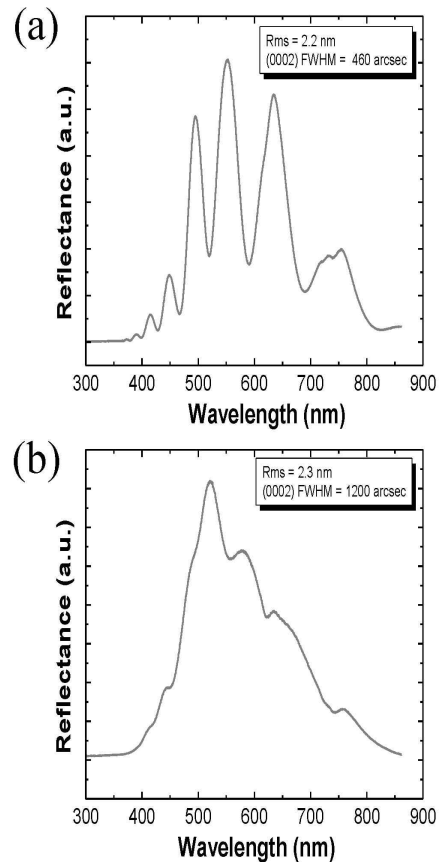 (a)
Rms = 2.2 nm
(0002) FWHM = 460 arcsec
Reflectance (a.u.)
300 400 500 600 700 800 900
Wavelength (nm)
(b)
Rms = 2.3 nm
(0002) FWHM = 1200 arcsec
Reflectance (a.u.)
300 400 500 600 700 800 900
Wavelength (nm)